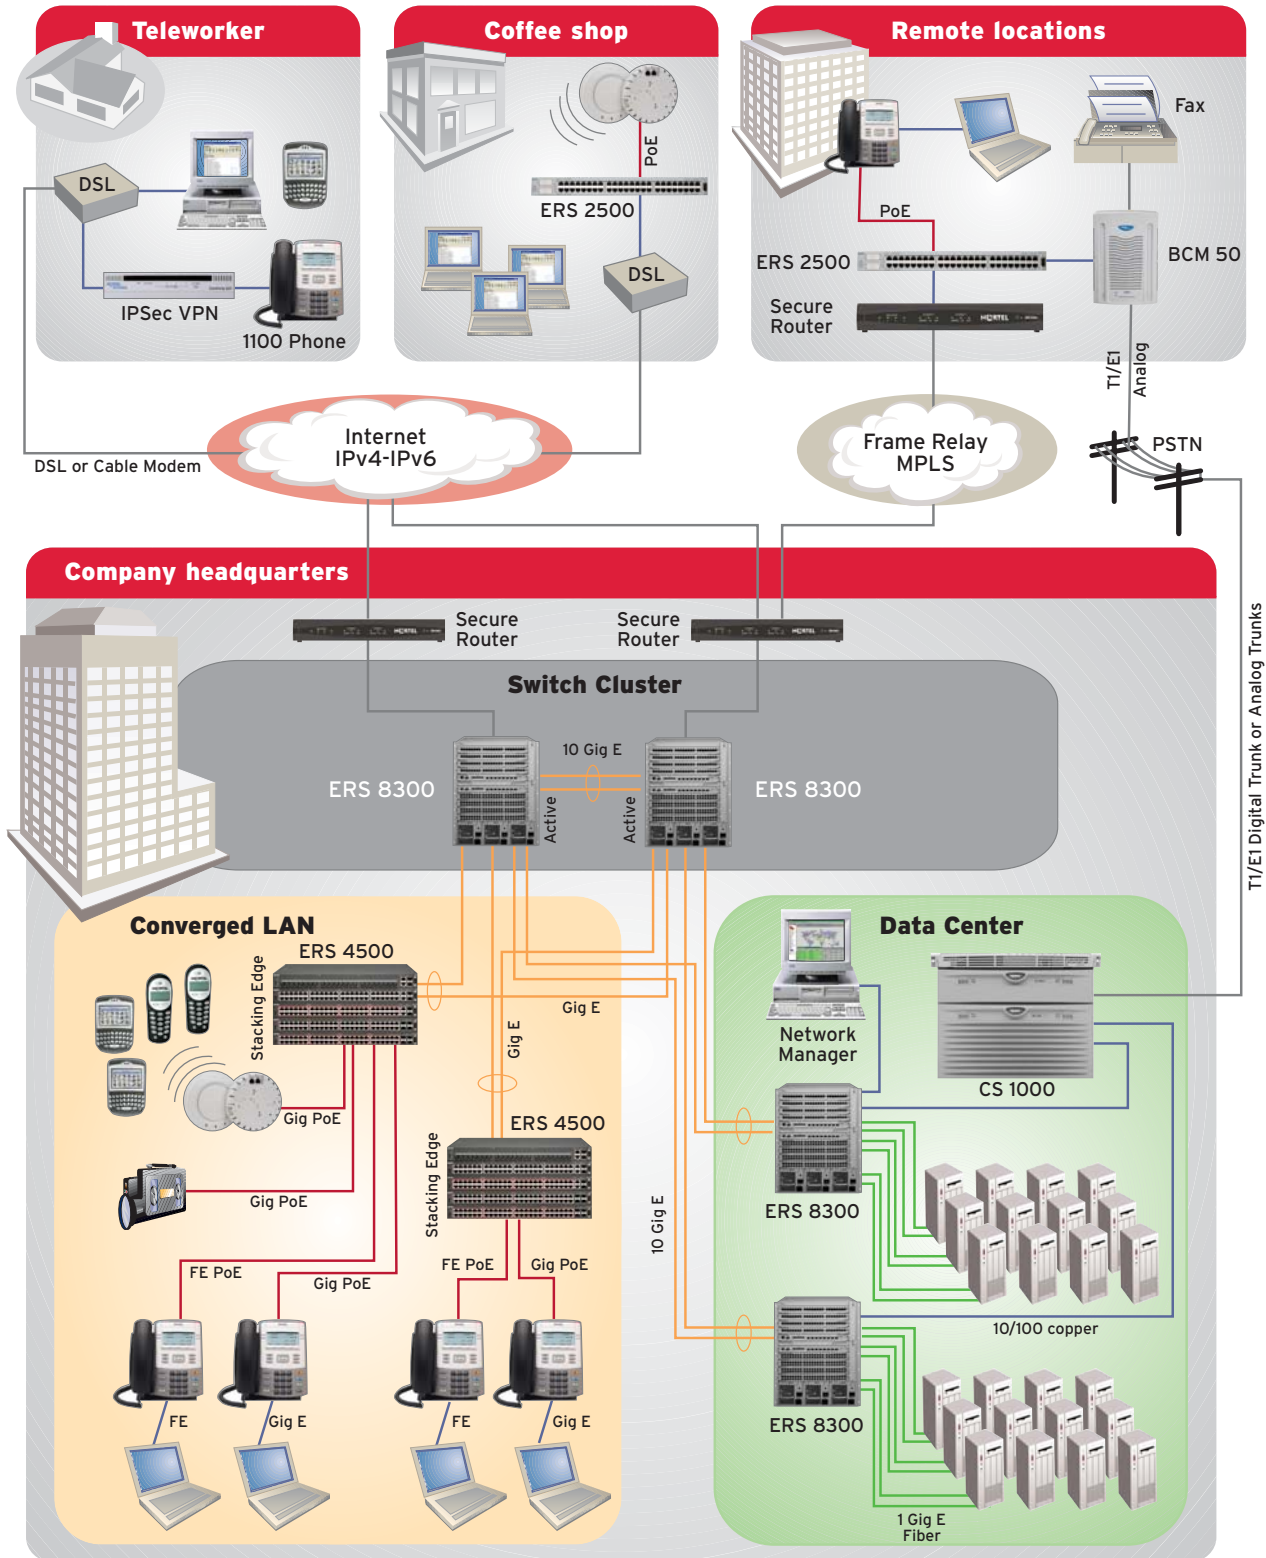 Teleworker
DSL
IPSec VPN
1100 Phone
Coffee shop
PoE
ERS 2500
DSL
Remote locations
Fax
PoE
ERS 2500
BCM 50
Secure
Router
NORTEL
T1/E1
Analog
Internet
IPv4-IPv6
DSL or Cable Modem
Frame Relay
MPLS
PSTN
T1/E1 Digital Trunk or Analog Trunks
Company headquarters
NORTEL
Secure
Router
Secure
Router
NORTEL
Switch Cluster
10 Gig E
ERS 8300
Active
Active
ERS 8300
Converged LAN
ERS 4500
Stacking Edge
Gig E
Gig E
Gig PoE
ERS 4500
Stacking Edge
Gig PoE
FE PoE
Gig PoE
FE PoE
Gig PoE
FE
Gig E
FE
Gig E
10 Gig E
Data Center
Network
Manager
CS 1000
ERS 8300
10/100 copper
ERS 8300
1 Gig E
Fiber